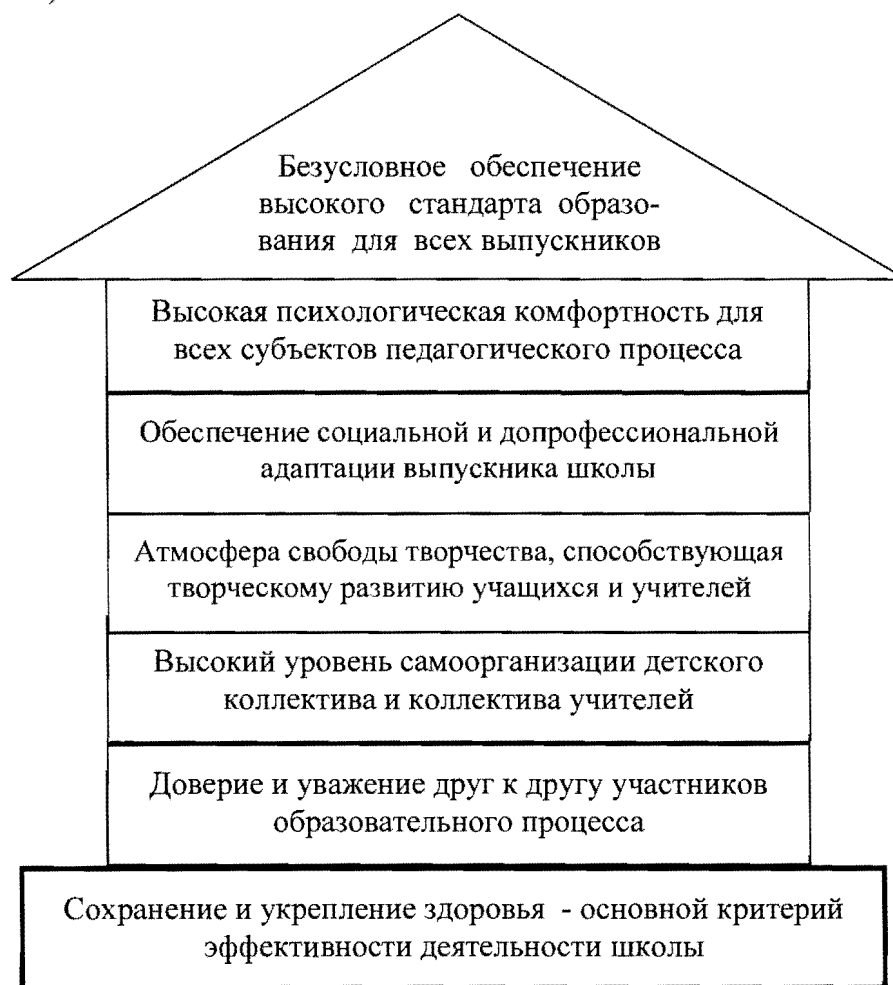 )
Безусловное обеспечение
высокого стандарта образо-
вания для всех выпускников
Высокая психологическая комфортность для
всех субъектов педагогического процесса
Обеспечение социальной и допрофессиональной
адаптации выпускника школы
Атмосфера свободы творчества, способствующая
творческому развитию учащихся и учителей
Высокий уровень самоорганизации детского
коллектива и коллектива учителей
Доверие и уважение друг к другу участников
образовательного процесса
Сохранение и укрепление здоровья - основной критерий
эффективности деятельности школы